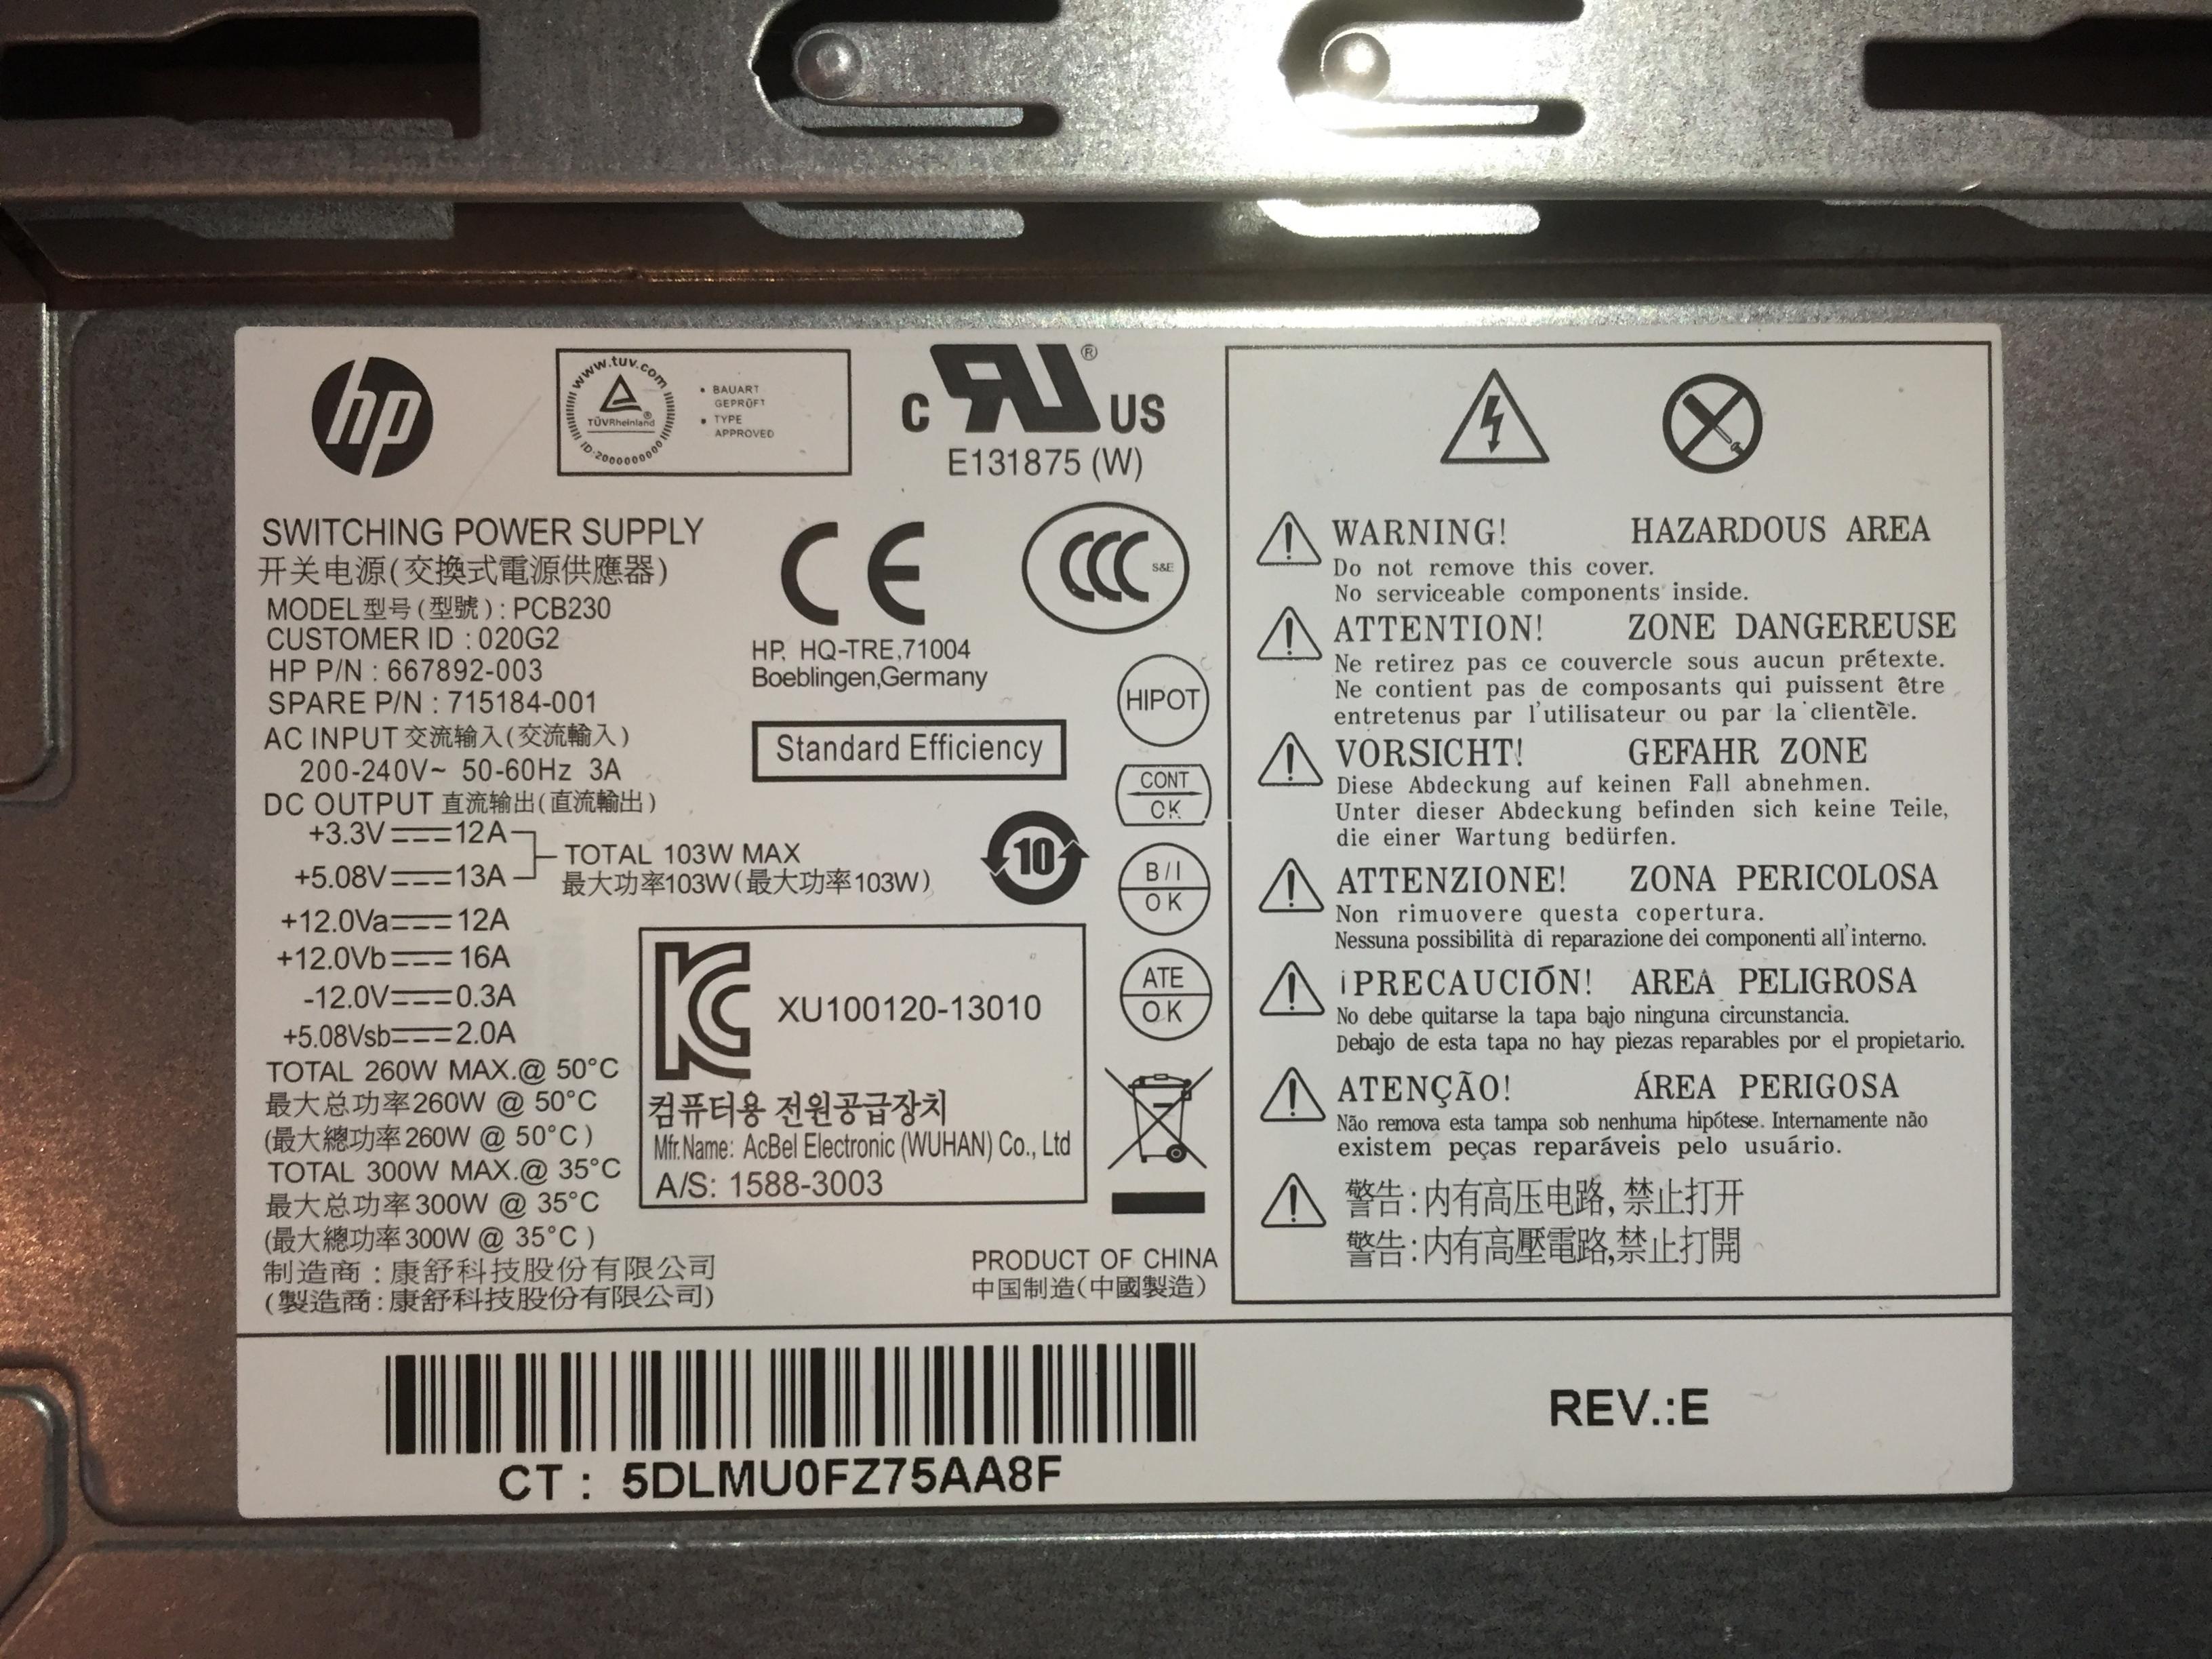 hp
www.tuv.com
TÜVRheinland®
ID:2000000000
• BAUART
GEPRÜFT
• TYPE
APPROVED
C RU® US
E131875 (W)
SWITCHING POWER SUPPLY
开关电源(交換式電源供應器)
MODEL型号(型號): PCB230
CUSTOMER ID : 020G2
HP P/N : 667892-003
SPARE P/N : 715184-001
AC INPUT 交流输入(交流輸入)
200-240V~ 50-60Hz 3A
DC OUTPUT 直流输出(直流輸出)
+3.3V⎓12A
+5.08V⎓13A
TOTAL 103W MAX
最大功率103W(最大功率103W)
+12.0Va⎓12A
+12.0Vb⎓16A
-12.0V⎓0.3A
+5.08Vsb⎓2.0A
TOTAL 260W MAX.@ 50°C
最大总功率260W @ 50°C
(最大總功率260W @ 50°C)
TOTAL 300W MAX.@ 35°C
最大总功率300W @ 35°C
(最大總功率300W @ 35°C)
制造商:康舒科技股份有限公司
(製造商:康舒科技股份有限公司)
CE
CCC S&E
HP, HQ-TRE,71004
Boeblingen,Germany
Standard Efficiency
HIPOT
CONT
OK
10
B/I
OK
ATE
OK
KC
XU100120-13010
컴퓨터용 전원공급장치
Mfr.Name: AcBel Electronic (WUHAN) Co., Ltd
A/S: 1588-3003
PRODUCT OF CHINA
中国制造(中國製造)
WARNING! HAZARDOUS AREA
Do not remove this cover.
No serviceable components inside.
ATTENTION! ZONE DANGEREUSE
Ne retirez pas ce couvercle sous aucun prétexte.
Ne contient pas de composants qui puissent être
entretenus par l'utilisateur ou par la clientèle.
VORSICHT! GEFAHR ZONE
Diese Abdeckung auf keinen Fall abnehmen.
Unter dieser Abdeckung befinden sich keine Teile,
die einer Wartung bedürfen.
ATTENZIONE! ZONA PERICOLOSA
Non rimuovere questa copertura.
Nessuna possibilità di reparazione dei componenti all'interno.
¡PRECAUCIÓN! AREA PELIGROSA
No debe quitarse la tapa bajo ninguna circunstancia.
Debajo de esta tapa no hay piezas reparables por el propietario.
ATENÇÃO! ÁREA PERIGOSA
Não remova esta tampa sob nenhuma hipótese. Internamente não
existem peças reparáveis pelo usuário.
警告:内有高压电路,禁止打开
警告:内有高壓電路,禁止打開
CT : 5DLMU0FZ75AA8F
REV.:E